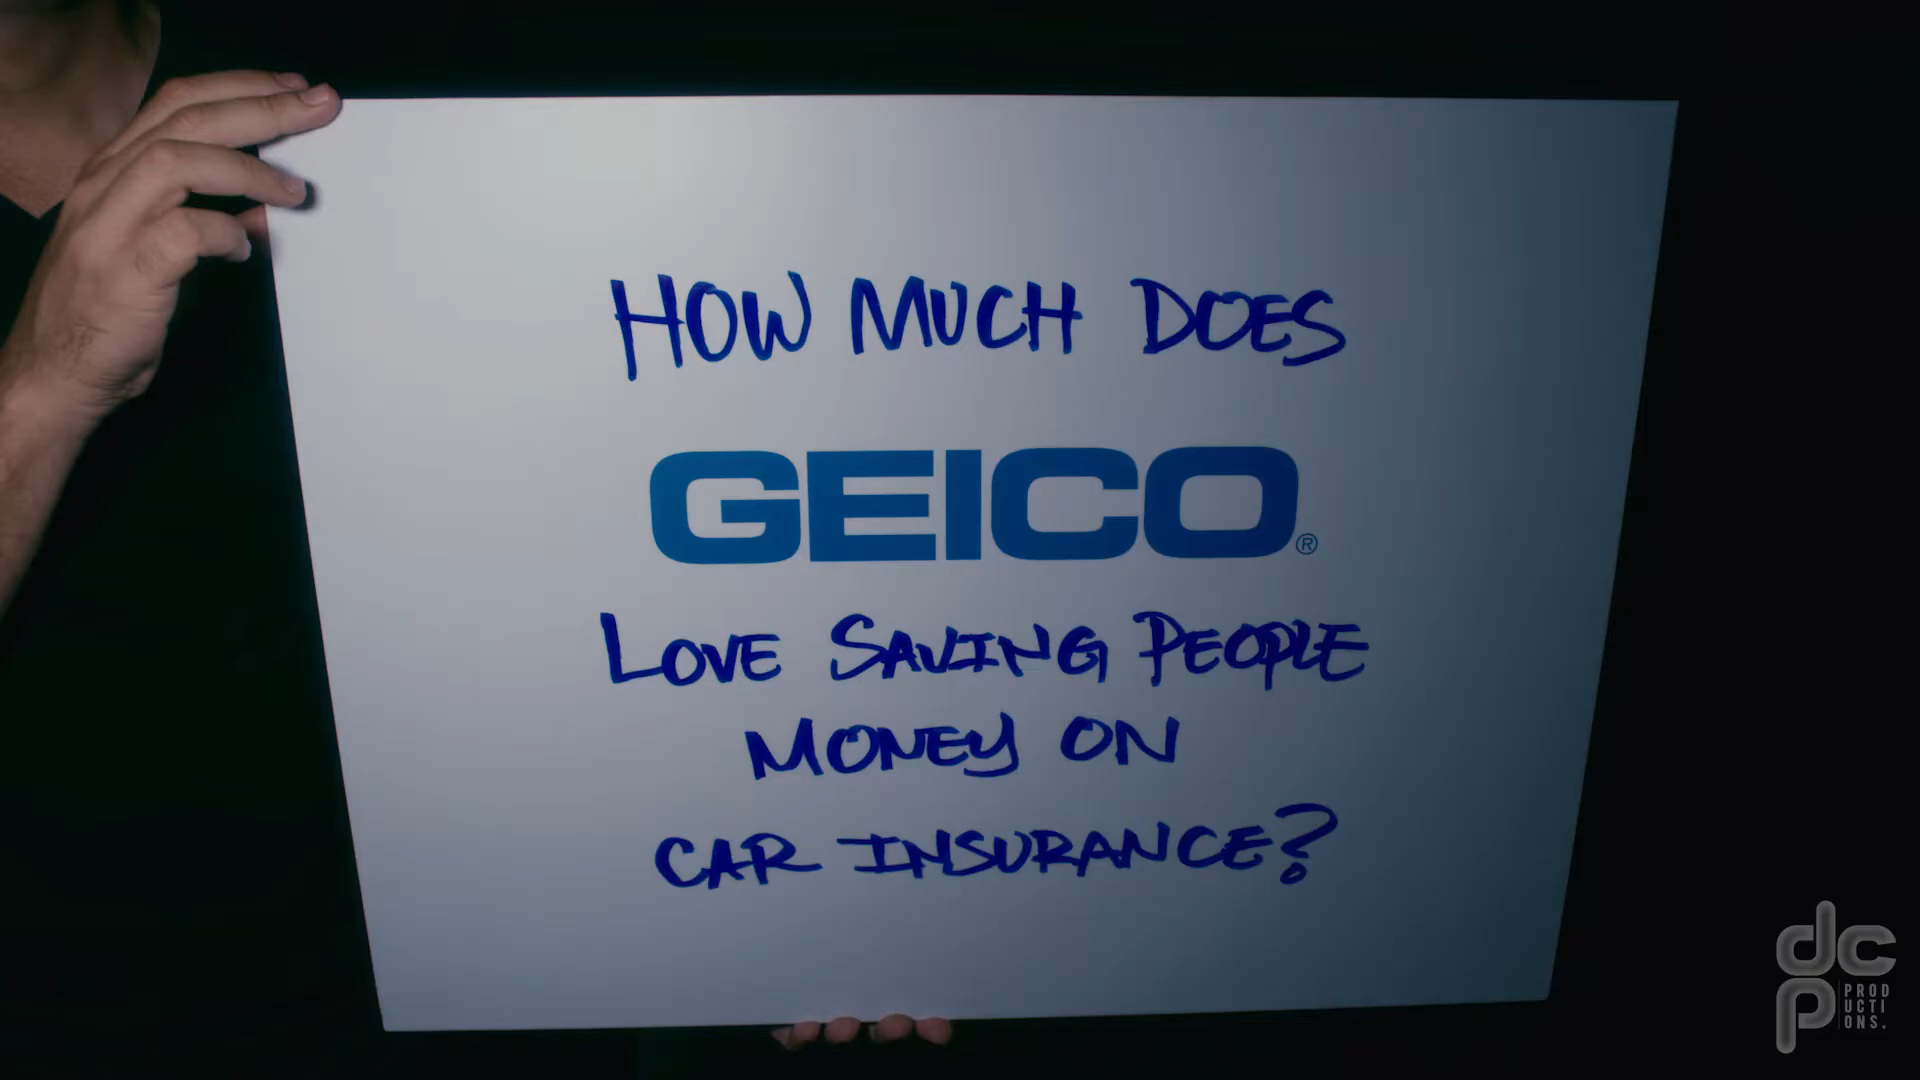 HOW MUCH DOES
GEICO®
LOVE SAVING PEOPLE
MONEY ON
CAR INSURANCE?
dcp
PRODUCTIONS.